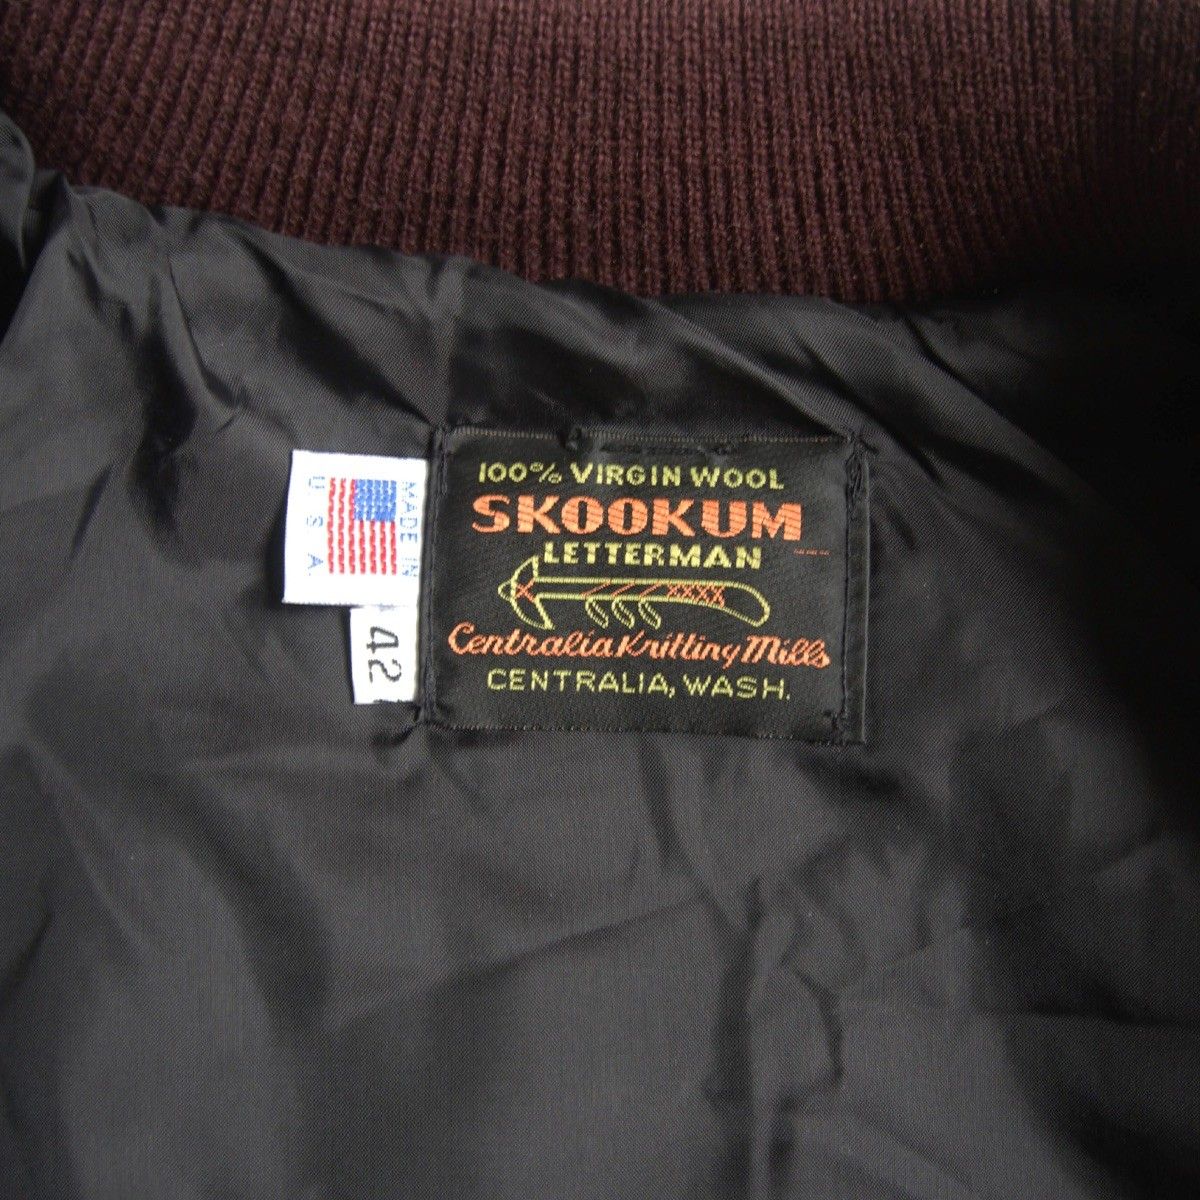 100% VIRGIN WOOL
SKOOKUM
LETTERMAN
Centralia Knitting Mills
CENTRALIA, WASH.
MADE IN
U.S.A.
42